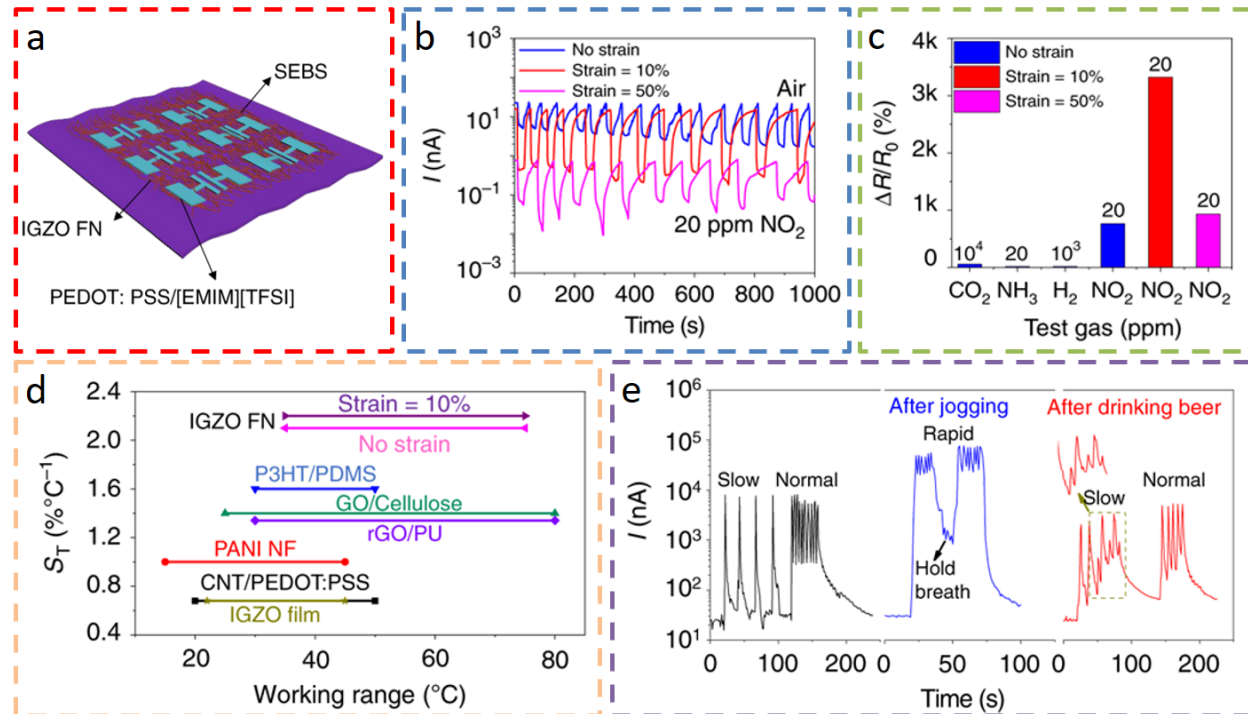 a
SEBS
IGZO FN
PEDOT: PSS/[EMIM][TFSI]
b
No strain
Strain = 10%
Strain = 50%
Air
20 ppm NO₂
I (nA)
10³
10¹
10⁻¹
10⁻³
0 200 400 600 800 1000
Time (s)
c
No strain
Strain = 10%
Strain = 50%
ΔR/R₀ (%)
4k
3k
2k
1k
0
10⁴ 20 10³ 20 20 20
CO₂ NH₃ H₂ NO₂ NO₂ NO₂
Test gas (ppm)
d
S_T (%°C⁻¹)
2.4
2.0
1.6
1.2
0.8
0.4
IGZO FN
Strain = 10%
No strain
P3HT/PDMS
GO/Cellulose
rGO/PU
PANI NF
CNT/PEDOT:PSS
IGZO film
20 40 60 80
Working range (°C)
e
I (nA)
10⁶
10⁵
10⁴
10³
10²
10¹
Slow Normal
After jogging
Rapid
Hold
breath
After drinking beer
Slow
Normal
0 100 200 0 50 100 0 100 200
Time (s)